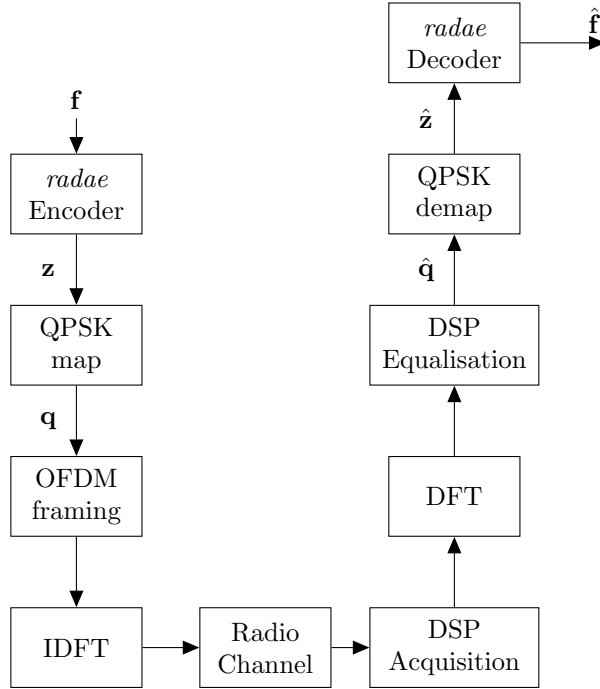 f
radae
Encoder
z
QPSK
map
q
OFDM
framing
IDFT
Radio
Channel
DSP
Acquisition
DFT
DSP
Equalisation
q̂
QPSK
demap
ẑ
radae
Decoder
f̂